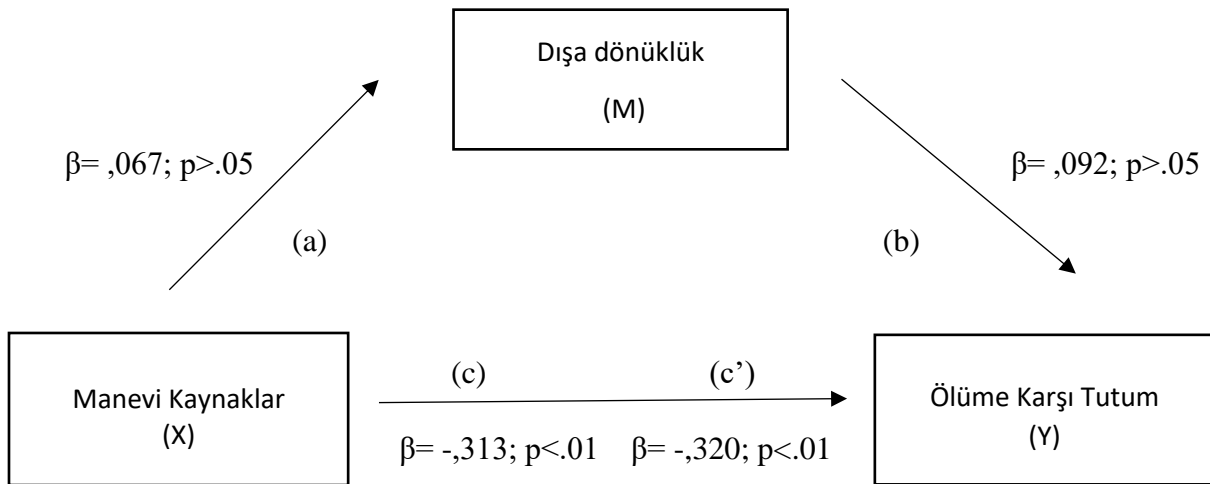 Dışa dönüklük
(M)
β= ,067; p>.05
β= ,092; p>.05
(a)
(b)
(c)
(c’)
Manevi Kaynaklar
(X)
Ölüme Karşı Tutum
(Y)
β= -,313; p<.01
β= -,320; p<.01